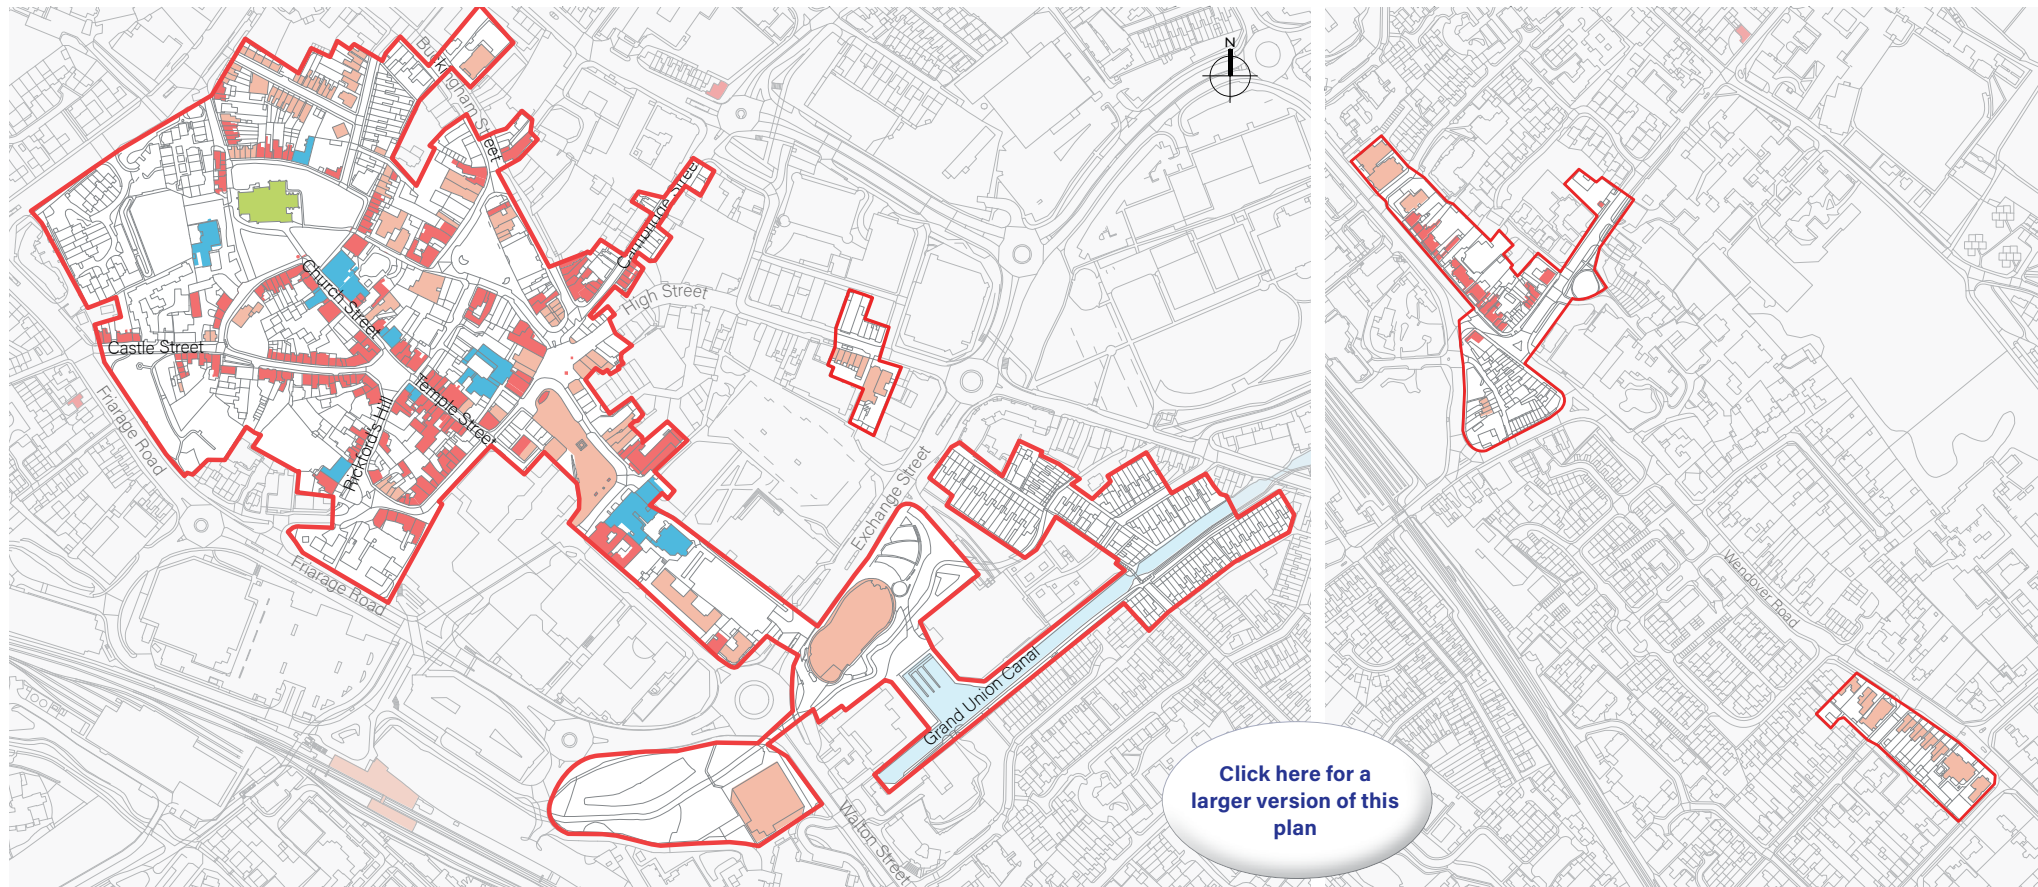 Buckingham Street
N
Cambridge Street
High Street
Church Street
Castle Street
Temple Street
Rickford's Hill
Friarage Road
Friarage Road
Exchange Street
Grand Union Canal
Walton Street
Wendover Road
Click here for a
larger version of this
plan